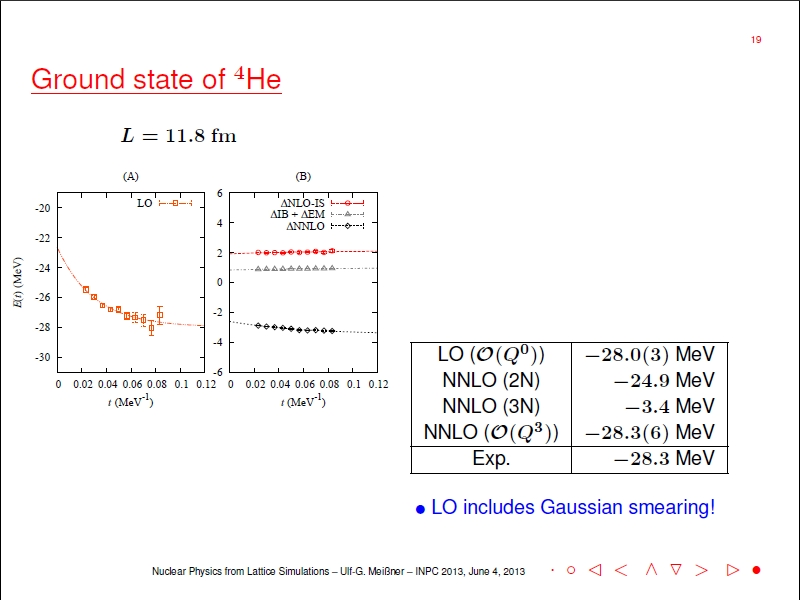 19
Ground state of ⁴He
L = 11.8 fm
(A)
(B)
LO
-20
-22
-24
-26
-28
-30
E(t) (MeV)
0 0.02 0.04 0.06 0.08 0.1 0.12
t (MeV⁻¹)
ΔNLO-IS
ΔIB + ΔEM
ΔNNLO
6
4
2
0
-2
-4
-6
0 0.02 0.04 0.06 0.08 0.1 0.12
t (MeV⁻¹)
LO (𝒪(Q⁰)) −28.0(3) MeV
NNLO (2N) −24.9 MeV
NNLO (3N) −3.4 MeV
NNLO (𝒪(Q³)) −28.3(6) MeV
Exp. −28.3 MeV
• LO includes Gaussian smearing!
Nuclear Physics from Lattice Simulations – Ulf-G. Meißner – INPC 2013, June 4, 2013